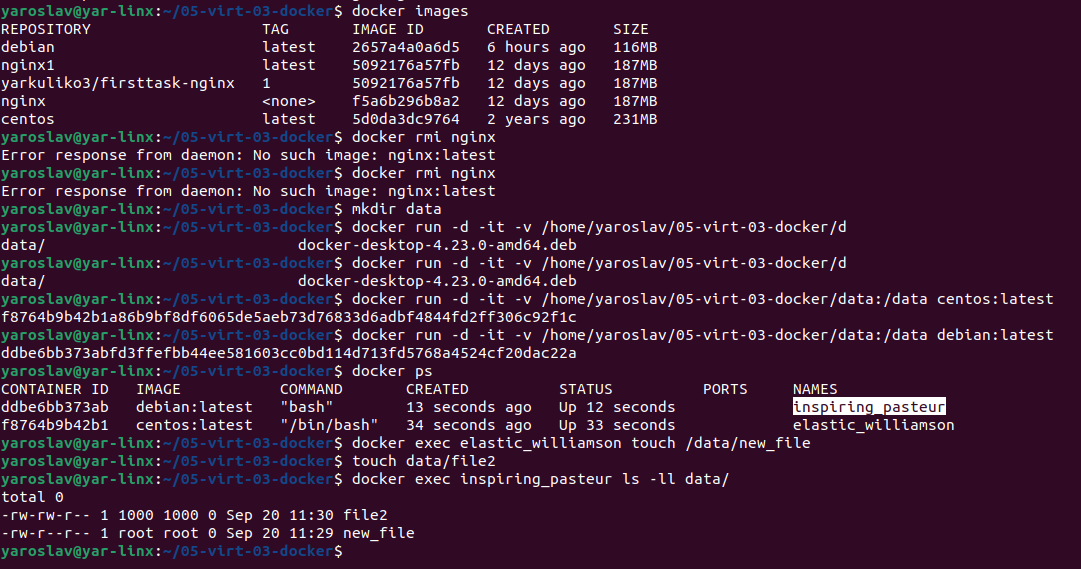 yaroslav@yar-linx:~/05-virt-03-docker$ docker images
REPOSITORY                   TAG       IMAGE ID       CREATED        SIZE
debian                       latest    2657a4a0a6d5   6 hours ago    116MB
nginx1                       latest    5092176a57fb   12 days ago    187MB
yarkuliko3/firsttask-nginx   1         5092176a57fb   12 days ago    187MB
nginx                        <none>    f5a6b296b8a2   12 days ago    187MB
centos                       latest    5d0da3dc9764   2 years ago    231MB
yaroslav@yar-linx:~/05-virt-03-docker$ docker rmi nginx
Error response from daemon: No such image: nginx:latest
yaroslav@yar-linx:~/05-virt-03-docker$ docker rmi nginx
Error response from daemon: No such image: nginx:latest
yaroslav@yar-linx:~/05-virt-03-docker$ mkdir data
yaroslav@yar-linx:~/05-virt-03-docker$ docker run -d -it -v /home/yaroslav/05-virt-03-docker/d
data/                            docker-desktop-4.23.0-amd64.deb
yaroslav@yar-linx:~/05-virt-03-docker$ docker run -d -it -v /home/yaroslav/05-virt-03-docker/d
data/                            docker-desktop-4.23.0-amd64.deb
yaroslav@yar-linx:~/05-virt-03-docker$ docker run -d -it -v /home/yaroslav/05-virt-03-docker/data:/data centos:latest
f8764b9b42b1a86b9bf8df6065de5aeb73d76833d6adbf4844fd2ff306c92f1c
yaroslav@yar-linx:~/05-virt-03-docker$ docker run -d -it -v /home/yaroslav/05-virt-03-docker/data:/data debian:latest
ddbe6bb373abfd3ffefbb44ee581603cc0bd114d713fd5768a4524cf20dac22a
yaroslav@yar-linx:~/05-virt-03-docker$ docker ps
CONTAINER ID   IMAGE           COMMAND       CREATED          STATUS          PORTS     NAMES
ddbe6bb373ab   debian:latest   "bash"        13 seconds ago   Up 12 seconds             inspiring_pasteur
f8764b9b42b1   centos:latest   "/bin/bash"   34 seconds ago   Up 33 seconds             elastic_williamson
yaroslav@yar-linx:~/05-virt-03-docker$ docker exec elastic_williamson touch /data/new_file
yaroslav@yar-linx:~/05-virt-03-docker$ touch data/file2
yaroslav@yar-linx:~/05-virt-03-docker$ docker exec inspiring_pasteur ls -ll data/
total 0
-rw-rw-r-- 1 1000 1000 0 Sep 20 11:30 file2
-rw-r--r-- 1 root root 0 Sep 20 11:29 new_file
yaroslav@yar-linx:~/05-virt-03-docker$